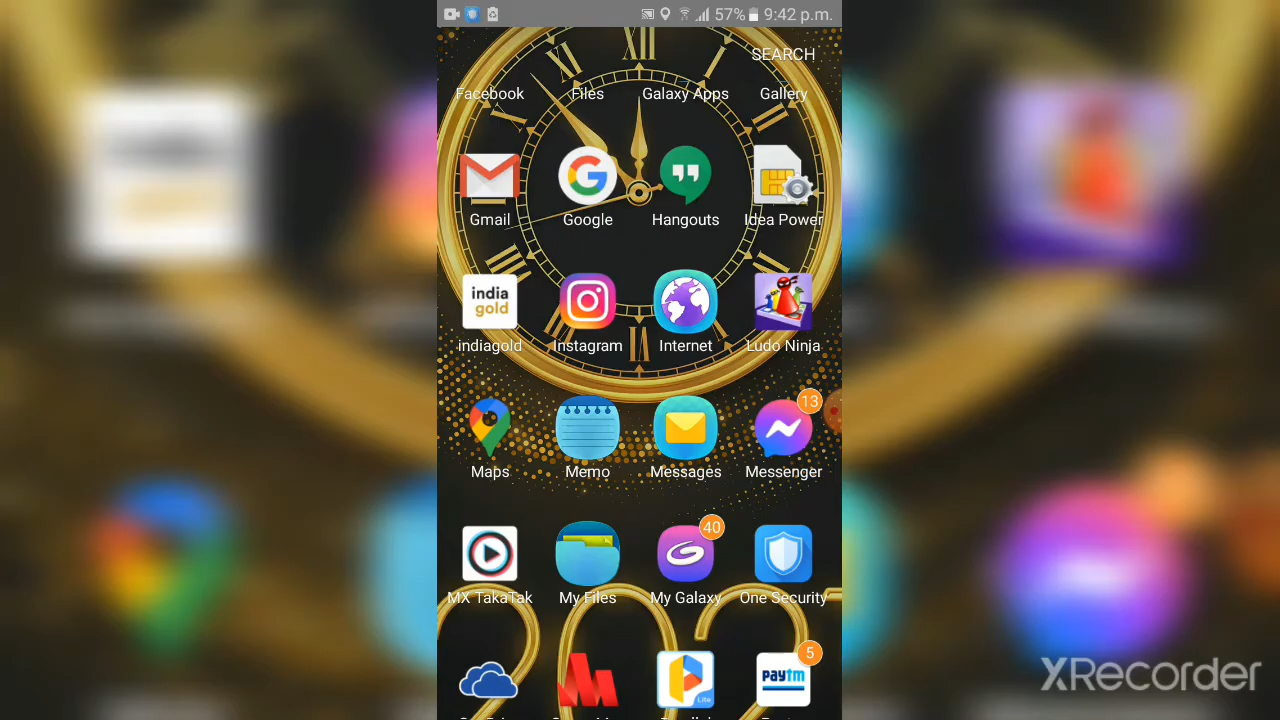 57% 9:42 p.m.
SEARCH
Facebook Files Galaxy Apps Gallery
XII
Gmail Google Hangouts Idea Power
india
gold
indiagold Instagram Internet Ludo Ninja
13
Maps Memo Messages Messenger
40
MX TakaTak My Files My Galaxy One Security
5
Lite
paytm
XRecorder